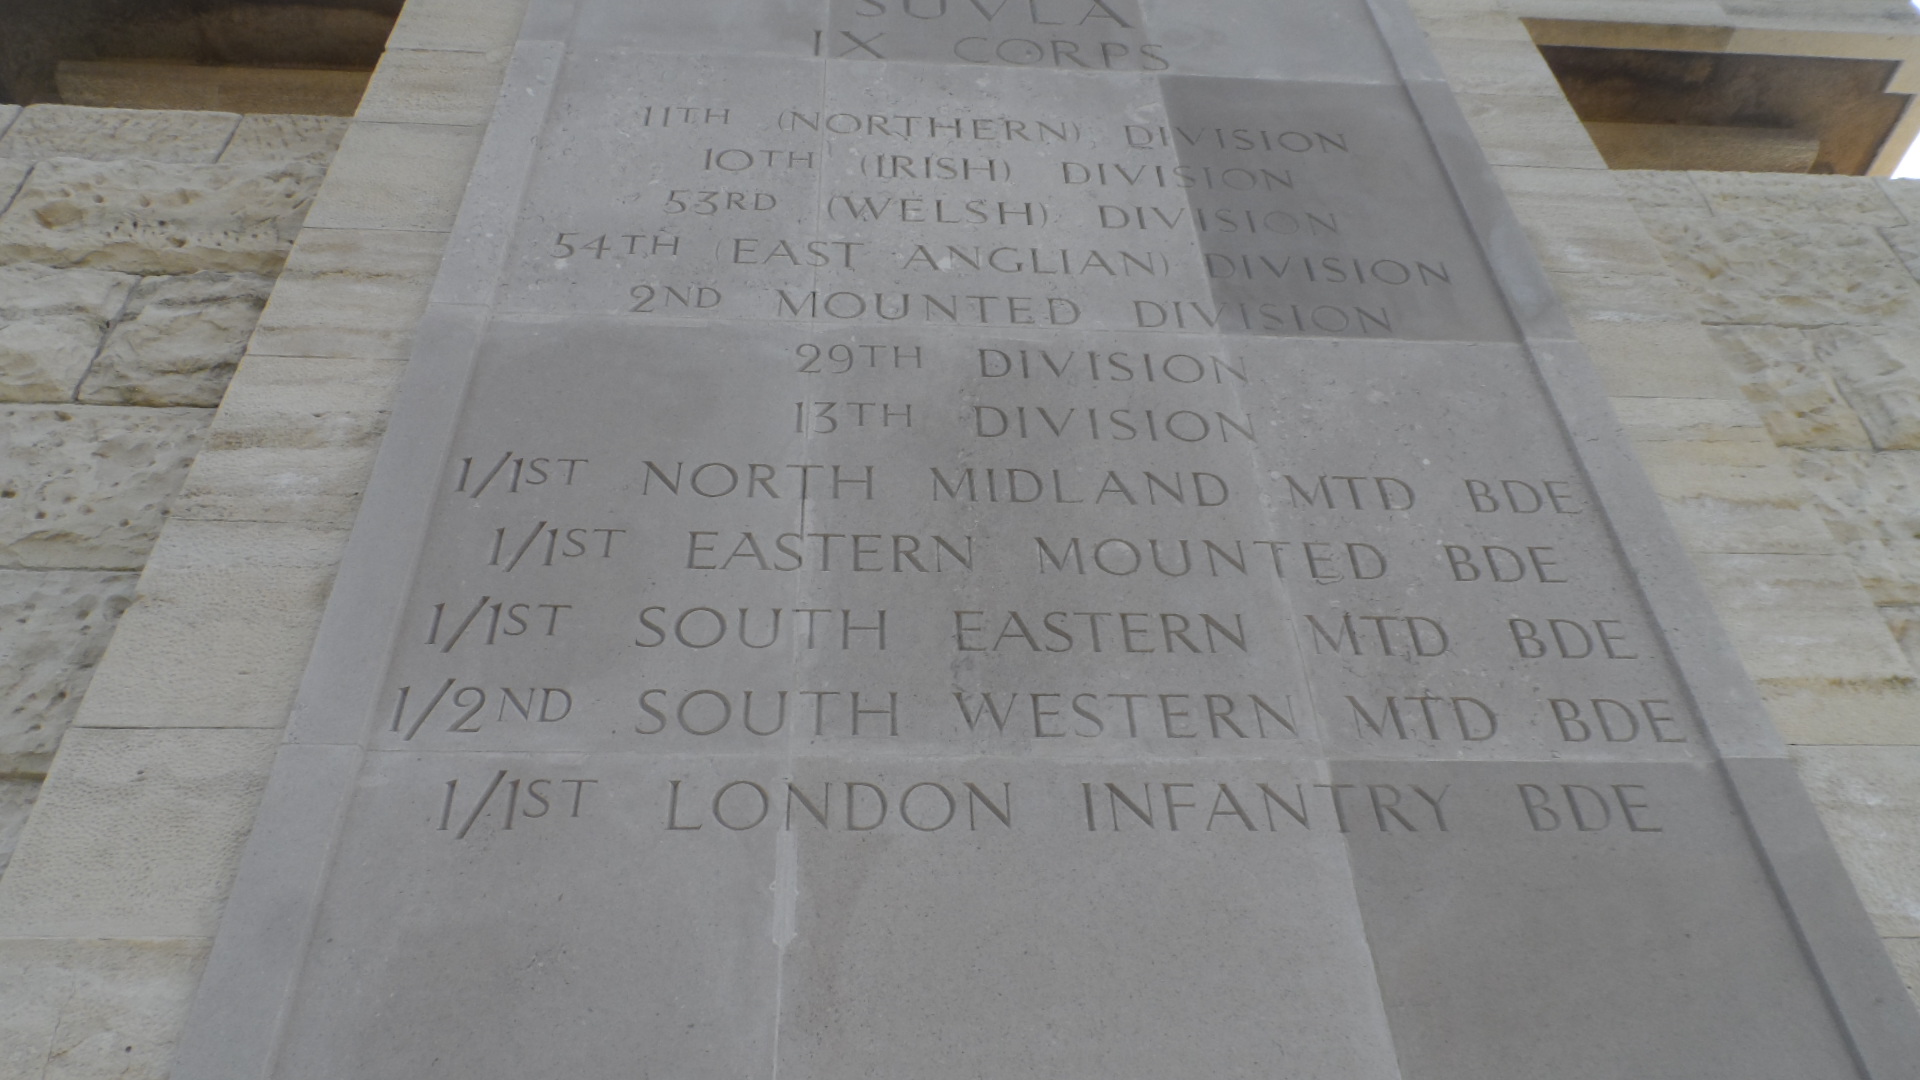 SUVLA
IX CORPS
11TH (NORTHERN) DIVISION
10TH (IRISH) DIVISION
53RD (WELSH) DIVISION
54TH (EAST ANGLIAN) DIVISION
2ND MOUNTED DIVISION
29TH DIVISION
13TH DIVISION
1/1ST NORTH MIDLAND MTD BDE
1/1ST EASTERN MOUNTED BDE
1/1ST SOUTH EASTERN MTD BDE
1/2ND SOUTH WESTERN MTD BDE
1/1ST LONDON INFANTRY BDE